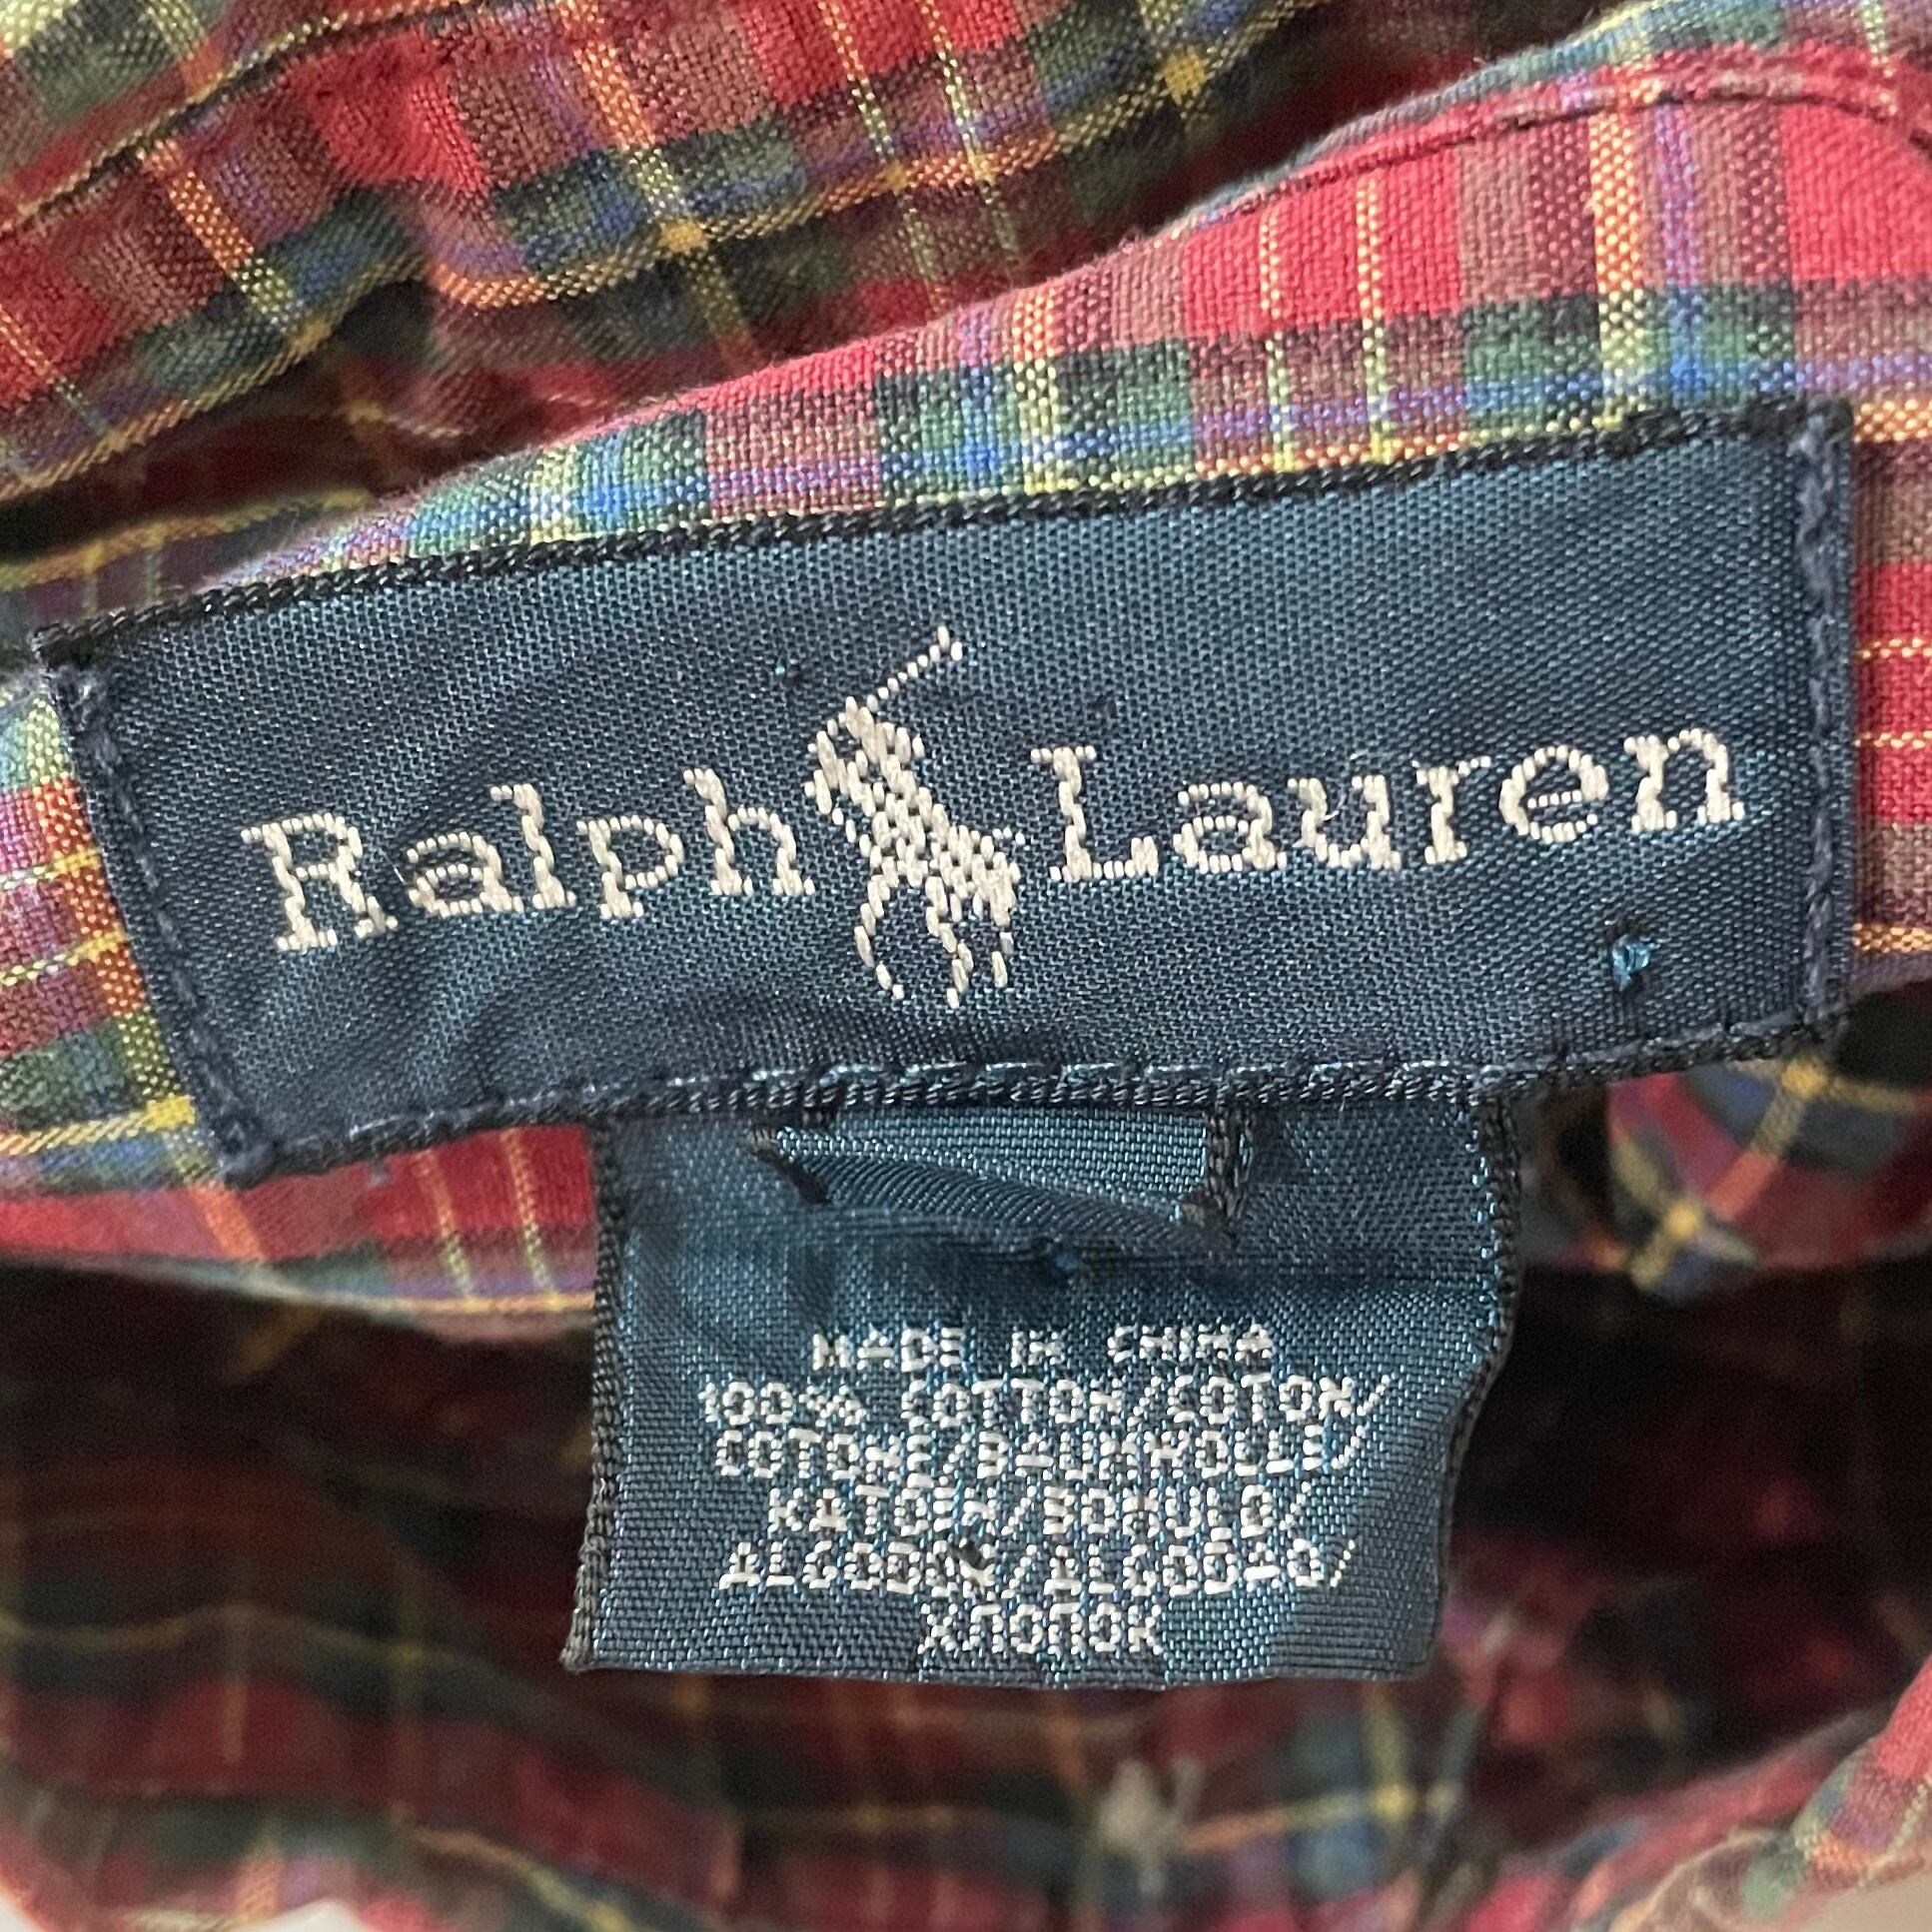 Ralph Lauren
MADE IN CHINA
100% COTTON/COTON/
COTONE/BAUMWOLLE/
KATOEN/BOMULD/
ALGODON/ALGODAO/
ХЛОПОК